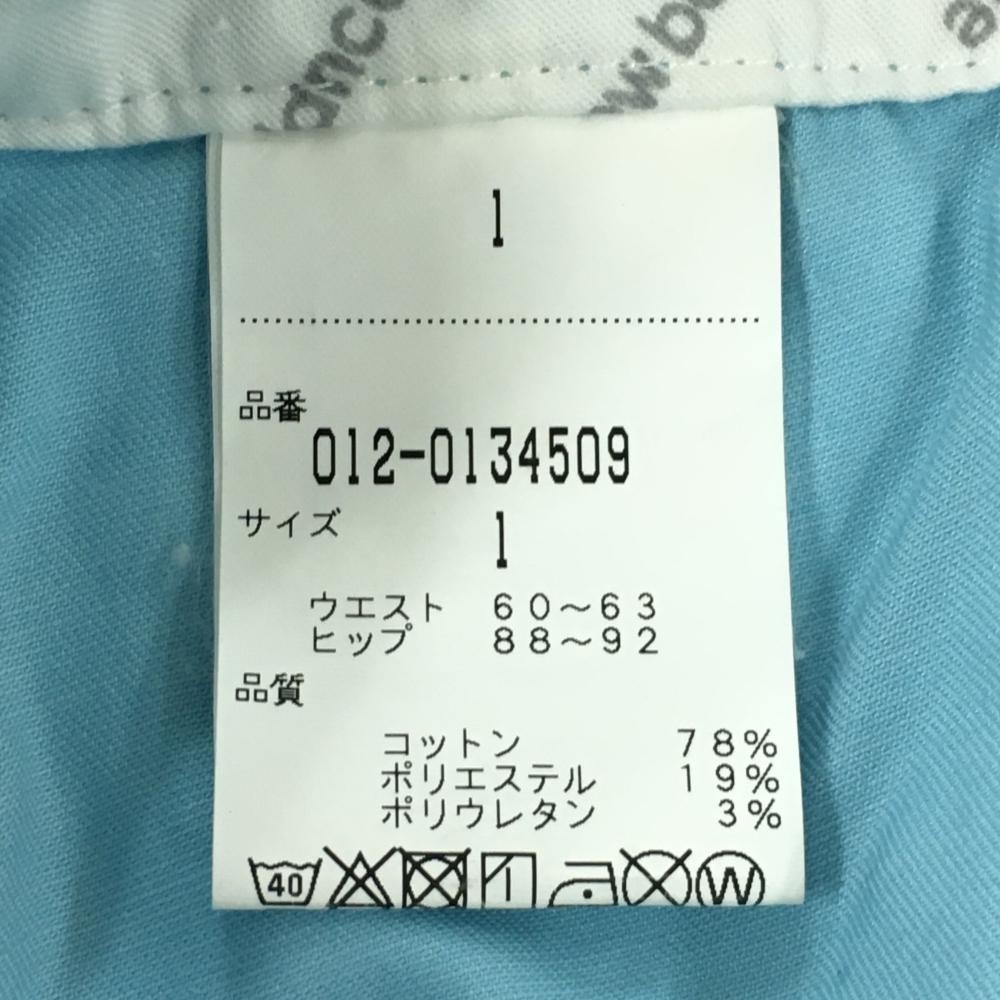 ance
w.b
1
品番
012-0134509
サイズ 1
ウエスト 60～63
ヒップ 88～92
品質
コットン 78%
ポリエステル 19%
ポリウレタン 3%
40
W